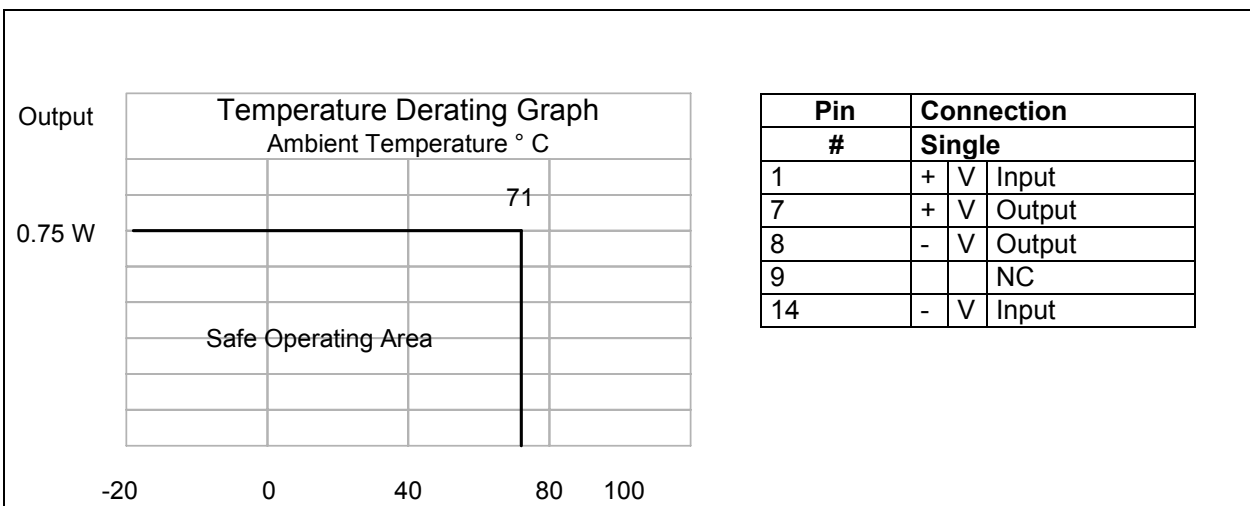 Output
Temperature Derating Graph
Ambient Temperature ° C
71
0.75 W
Safe Operating Area
-20 0 40 80 100
Pin Connection
# Single
1 + V Input
7 + V Output
8 - V Output
9 NC
14 - V Input